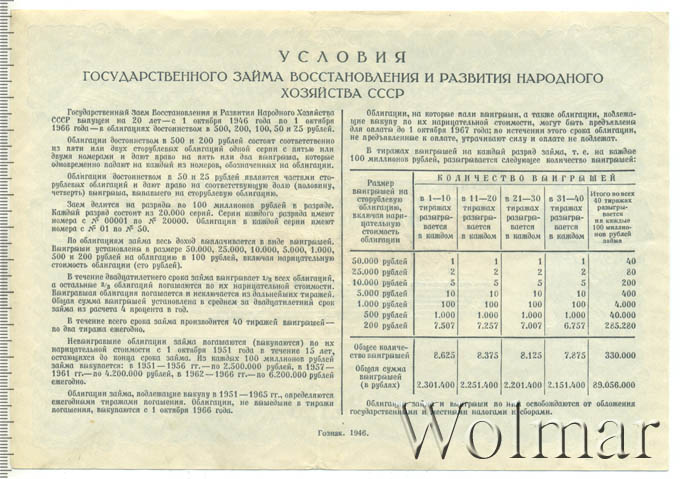 УСЛОВИЯ
ГОСУДАРСТВЕННОГО ЗАЙМА ВОССТАНОВЛЕНИЯ И РАЗВИТИЯ НАРОДНОГО
ХОЗЯЙСТВА СССР
Государственный Заем Восстановления и Развития Народного Хозяйства
СССР выпущен на 20 лет—с 1 октября 1946 года по 1 октября
1966 года—в облигациях достоинством в 500, 200, 100, 50 и 25 рублей.
Облигации достоинством в 500 и 200 рублей состоят соответственно
из пяти или двух сторублевых облигаций одной серии с пятью или
двумя номерами и дают право на пять или два выигрыша, которые
одновременно падают на каждый из номеров, обозначенных на облигации.
Облигации достоинством в 50 и 25 рублей являются частями сто-
рублевых облигаций и дают право на соответствующую долю (половину,
четверть) выигрыша, выпавшего на сторублевую облигацию.
Заем делится на разряды по 100 миллионов рублей в разряде.
Каждый разряд состоит из 20.000 серий. Серии каждого разряда имеют
номера с № 00001 по № 20000. Облигации в каждой серии имеют
номера с № 01 по № 50.
По облигациям займа весь доход выплачивается в виде выигрышей.
Выигрыши установлены в размере 50.000, 25.000, 10.000, 5.000, 1.000,
500 и 200 рублей на облигацию в 100 рублей, включая нарицательную
стоимость облигации (сто рублей).
В течение двадцатилетнего срока займа выигрывает 1/3 всех облигаций,
а остальные 2/3 облигаций погашаются по их нарицательной стоимости.
Выигравшая облигация погашается и исключается из дальнейших тиражей.
Общая сумма выигрышей установлена в среднем за двадцатилетний срок
займа из расчета 4 процента в год.
В течение всего срока займа производится 40 тиражей выигрышей—
по два тиража ежегодно.
Невыигравшие облигации займа погашаются (выкупаются) по их
нарицательной стоимости с 1 октября 1951 года в течение 15 лет,
остающихся до конца срока займа. Из каждых 100 миллионов рублей
займа выкупается: в 1951—1956 гг.—по 2.500.000 рублей, в 1957—
1961 гг.—по 4.200.000 рублей, в 1962—1966 гг.—по 6.200.000 рублей
ежегодно.
Облигации займа, подлежащие выкупу в 1951—1965 гг., определяются
ежегодными тиражами погашения. Облигации, не вышедшие в тиражи
погашения, выкупаются с 1 октября 1966 года.
Облигации, на которые пали выигрыши, а также облигации, подлежа-
щие выкупу по их нарицательной стоимости, могут быть предъявлены
для оплаты до 1 октября 1967 года; по истечении этого срока облигации,
не предъявленные к оплате, утрачивают силу и оплате не подлежат.
В тиражах выигрышей на каждый разряд займа, т. е. на каждые
100 миллионов рублей, разыгрывается следующее количество выигрышей:
Размер
выигрышей на
сторублевую
облигацию,
включая нари-
цательную
стоимость
облигации
КОЛИЧЕСТВО ВЫИГРЫШЕЙ
в 1—10
тиражах
разыгры-
вается
в каждом
в 11—20
тиражах
разыгры-
вается
в каждом
в 21—30
тиражах
разыгры-
вается
в каждом
в 31—40
тиражах
разыгры-
вается
в каждом
Итого во всех
40 тиражах
разыгры-
вается
на каждые
100 миллио-
нов рублей
займа
50.000 рублей 1 1 1 1 40
25.000 рублей 2 2 2 2 80
10.000 рублей 5 5 5 5 200
5.000 рублей 10 10 10 10 400
1.000 рублей 100 100 100 100 4.000
500 рублей 1.000 1.000 1.000 1.000 40.000
200 рублей 7.507 7.257 7.007 6.757 285.280
Общее количе-
ство выигрышей 8.625 8.375 8.125 7.875 330.000
Общая сумма
выигрышей
(в рублях) 2.301.400 2.251.400 2.201.400 2.151.400 89.056.000
Облигации займа и выигрыши по ним освобождаются от обложения
государственными и местными налогами и сборами.
Гознак. 1946.
Wolmar